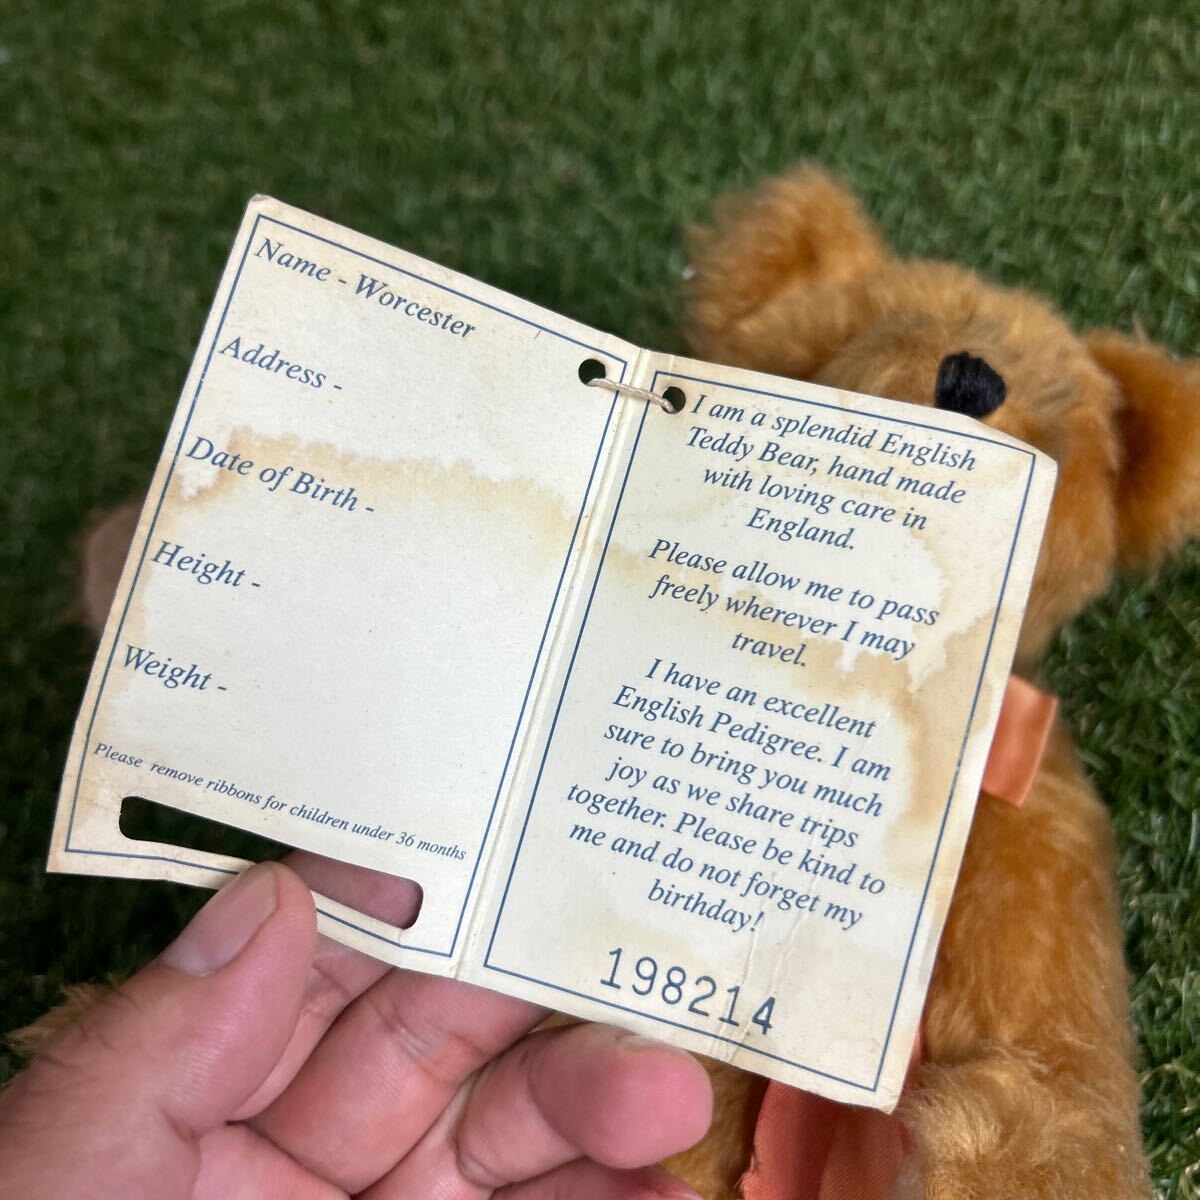 Name - Worcester
Address -
Date of Birth -
Height -
Weight -
Please remove ribbons for children under 36 months
I am a splendid English
Teddy Bear, hand made
with loving care in
England.
Please allow me to pass
freely wherever I may
travel.
I have an excellent
English Pedigree. I am
sure to bring you much
joy as we share trips
together. Please be kind to
me and do not forget my
birthday!
198214